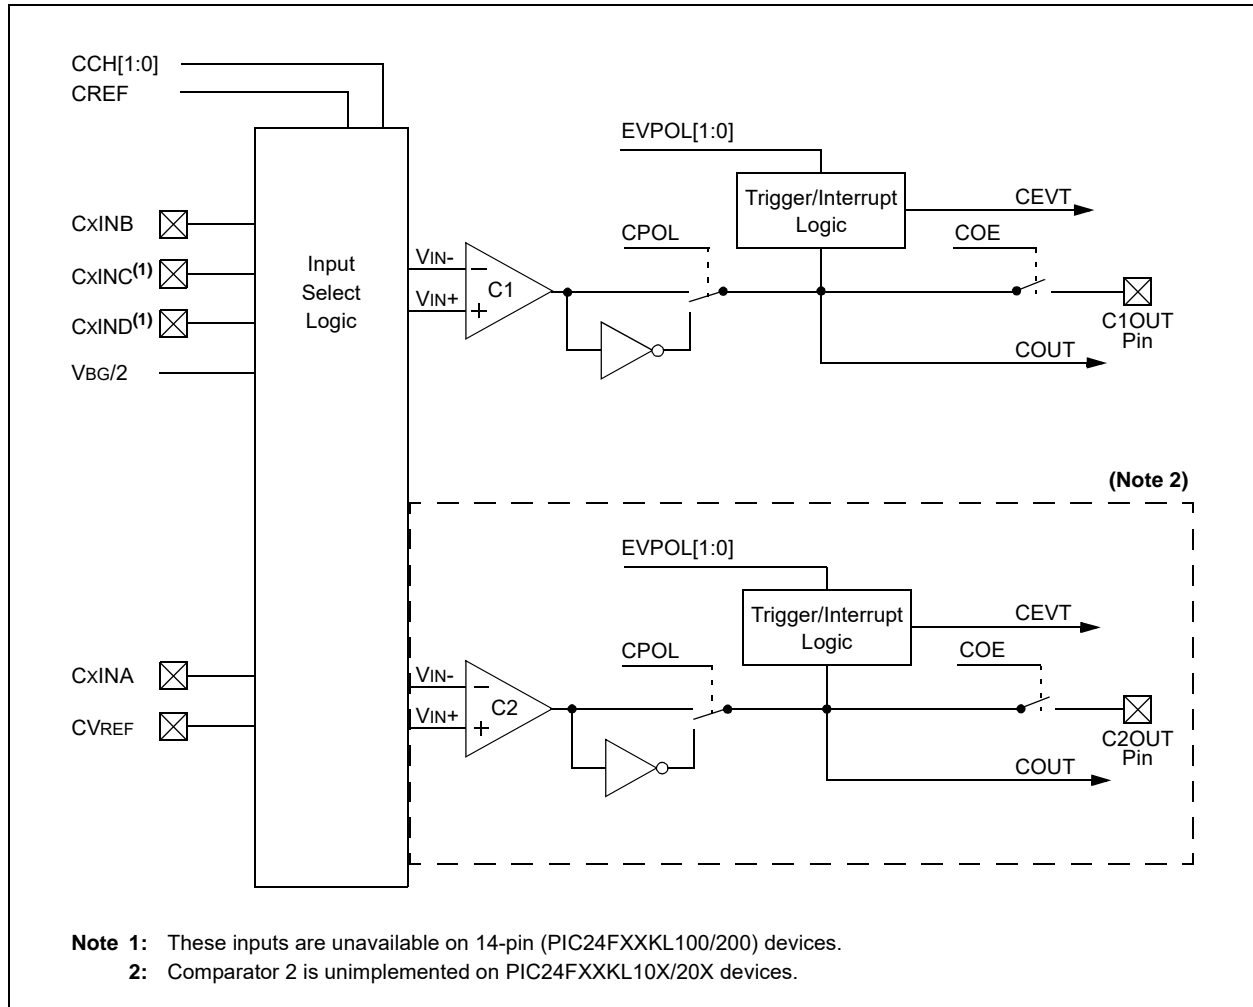 CCH[1:0]
CREF
EVPOL[1:0]
Trigger/Interrupt
Logic
CEVT
CxINB
CxINC(1)
CxIND(1)
VBG/2
Input
Select
Logic
VIN-
VIN+
C1
CPOL
COE
C1OUT
Pin
COUT
(Note 2)
EVPOL[1:0]
Trigger/Interrupt
Logic
CEVT
CxINA
CVREF
VIN-
VIN+
C2
CPOL
COE
C2OUT
Pin
COUT
Note 1: These inputs are unavailable on 14-pin (PIC24FXXKL100/200) devices.
2: Comparator 2 is unimplemented on PIC24FXXKL10X/20X devices.